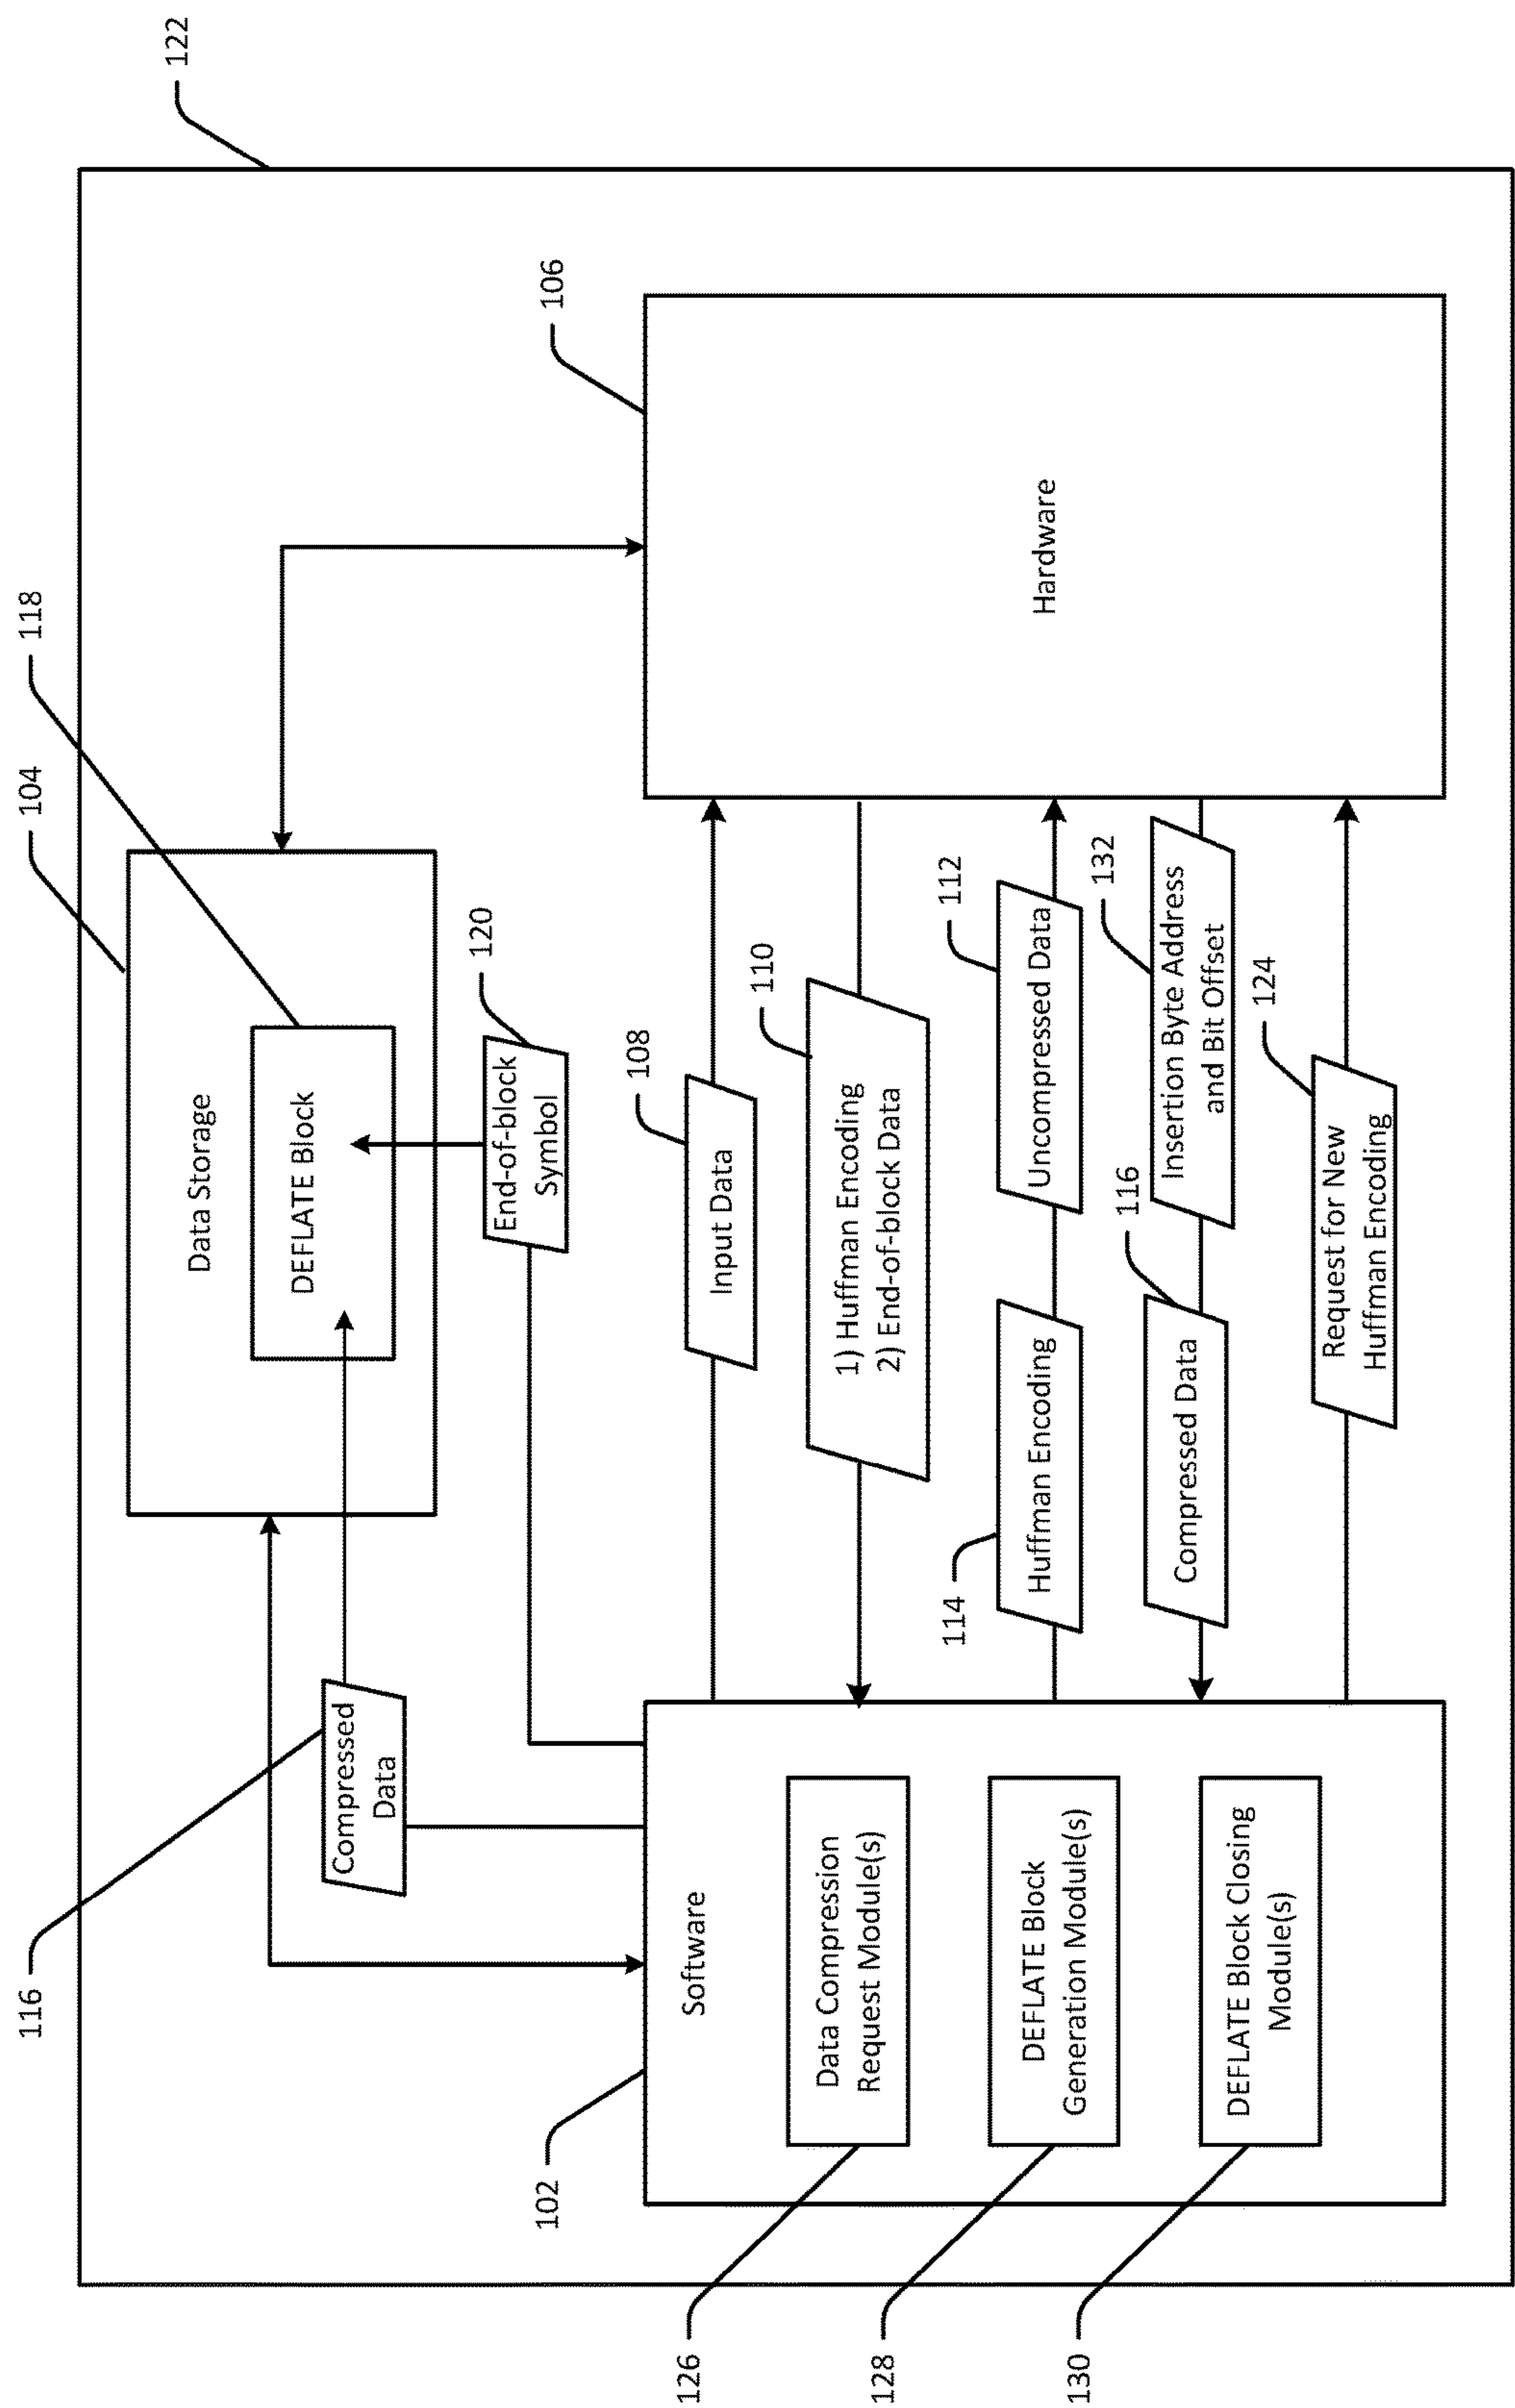 116
104
118
122
Data Storage
DEFLATE Block
Compressed
Data
End-of-block
Symbol
120
102
106
Software
Hardware
Data Compression
Request Module(s)
126
DEFLATE Block
Generation Module(s)
128
DEFLATE Block Closing
Module(s)
130
Input Data
108
1) Huffman Encoding
2) End-of-block Data
110
114
Huffman Encoding
112
Uncompressed Data
116
Compressed Data
132
Insertion Byte Address
and Bit Offset
124
Request for New
Huffman Encoding